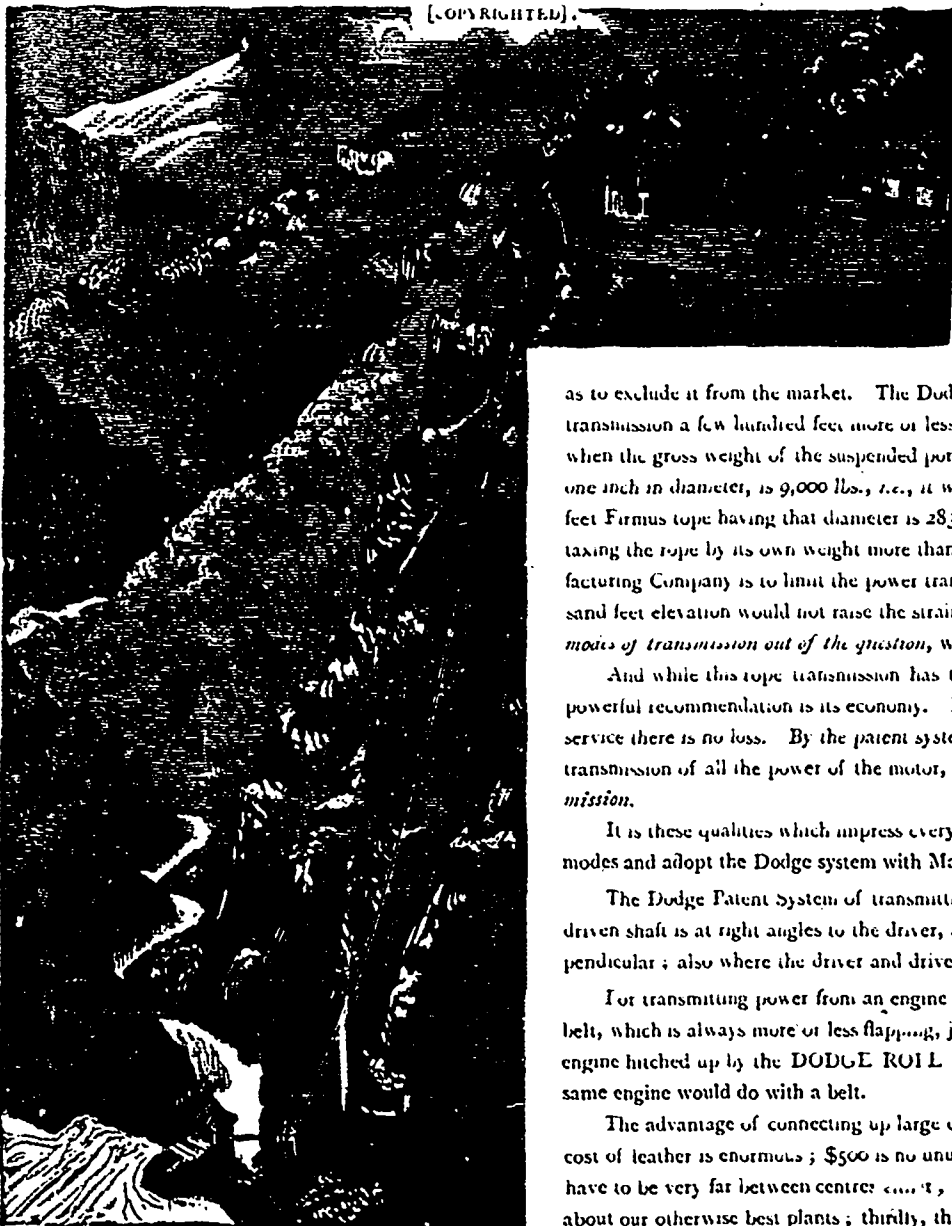 [COPYRIGHTED].
as to exclude it from the market. The Dod
transmission a few hundred feet more or less
when the gross weight of the suspended por
one inch in diameter, is 9,000 lbs., i.e., it w
feet Firmus rope having that diameter is 283
taxing the rope by its own weight more than
facturing Company is to limit the power tran
sand feet elevation would not raise the strain
modes of transmission out of the question, w
And while this rope transmission has t
powerful recommendation is its economy.
service there is no loss. By the patent syste
transmission of all the power of the motor,
mission.
It is these qualities which impress every
modes and adopt the Dodge system with Ma
The Dodge Patent System of transmitt
driven shaft is at right angles to the driver,
pendicular ; also where the driver and drive
For transmitting power from an engine
belt, which is always more or less flapping, j
engine hitched up by the DODGE ROLL
same engine would do with a belt.
The advantage of connecting up large
cost of leather is enormous ; $500 is no unu
have to be very far between centres
about our otherwise best plants ; thirdly, th